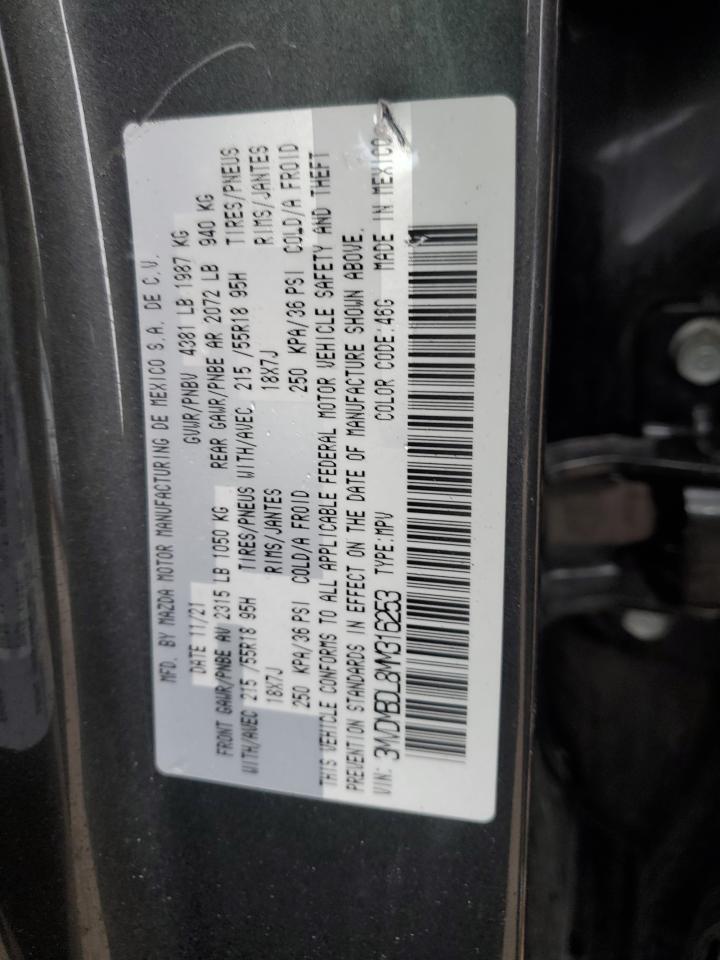 MFD. BY MAZDA MOTOR MANUFACTURING DE MEXICO S.A. DE C.V.
DATE 11/21 GVWR/PNBV 4381 LB 1987 KG
FRONT GAWR/PNBE AV 2315 LB 1050 KG REAR GAWR/PNBE AR 2072 LB 940 KG
WITH/AVEC 215 /55R18 95H TIRES/PNEUS WITH/AVEC 215 /55R18 95H TIRES/PNEUS
18X7J RIMS/JANTES 18X7J RIMS/JANTES
250 KPA/36 PSI COLD/A FROID 250 KPA/36 PSI COLD/A FROID
THIS VEHICLE CONFORMS TO ALL APPLICABLE FEDERAL MOTOR VEHICLE SAFETY AND THEFT
PREVENTION STANDARDS IN EFFECT ON THE DATE OF MANUFACTURE SHOWN ABOVE.
VIN: 3MVDMBDL8MM316253 TYPE:MPV COLOR CODE:46G MADE IN MEXICO